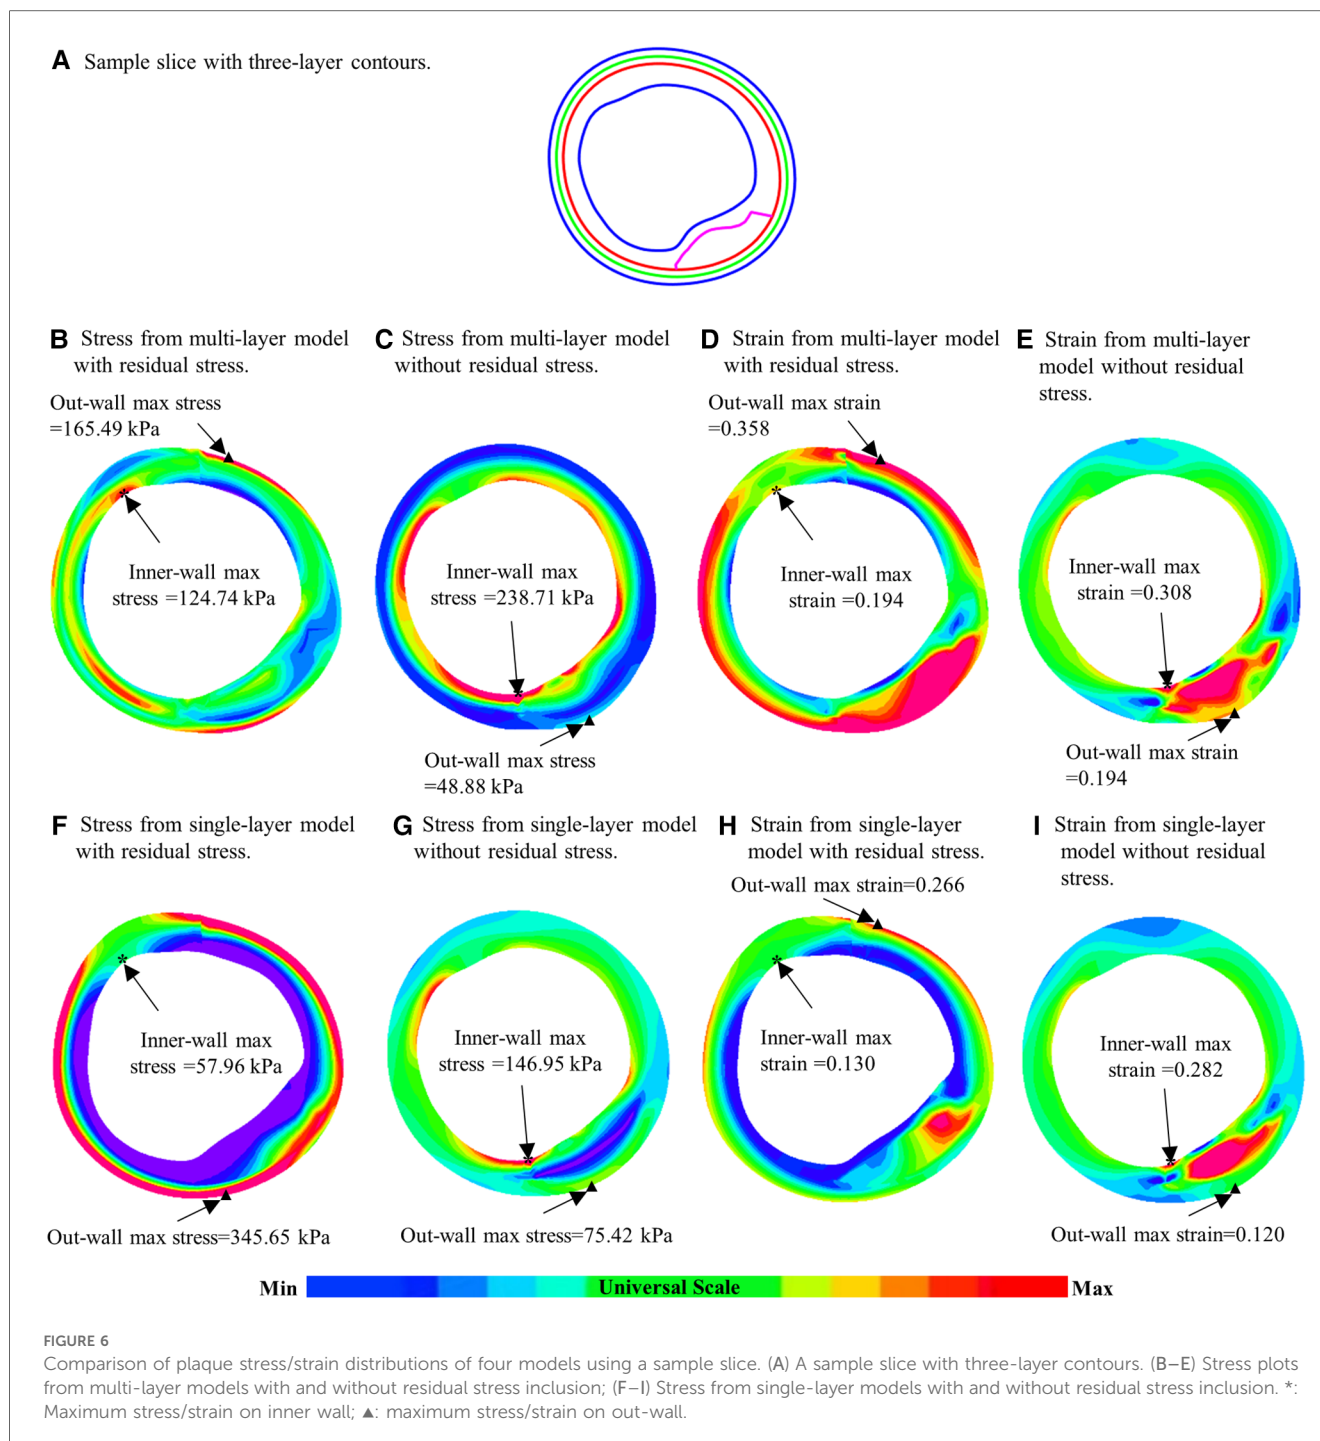 A Sample slice with three-layer contours.
B Stress from multi-layer model
with residual stress.
Out-wall max stress
=165.49 kPa
Inner-wall max
stress =124.74 kPa
C Stress from multi-layer model
without residual stress.
Inner-wall max
stress =238.71 kPa
Out-wall max stress
=48.88 kPa
D Strain from multi-layer model
with residual stress.
Out-wall max strain
=0.358
Inner-wall max
strain =0.194
E Strain from multi-layer
model without residual
stress.
Inner-wall max
strain =0.308
Out-wall max strain
=0.194
F Stress from single-layer model
with residual stress.
*
Inner-wall max
stress =57.96 kPa
Out-wall max stress=345.65 kPa
G Stress from single-layer model
without residual stress.
Inner-wall max
stress =146.95 kPa
Out-wall max stress=75.42 kPa
H Strain from single-layer
model with residual stress.
Out-wall max strain=0.266
Inner-wall max
strain =0.130
I Strain from single-layer
model without residual
stress.
Inner-wall max
strain =0.282
Out-wall max strain=0.120
Min Universal Scale Max
FIGURE 6
Comparison of plaque stress/strain distributions of four models using a sample slice. (A) A sample slice with three-layer contours. (B–E) Stress plots
from multi-layer models with and without residual stress inclusion; (F–I) Stress from single-layer models with and without residual stress inclusion. *:
Maximum stress/strain on inner wall; ▲: maximum stress/strain on out-wall.